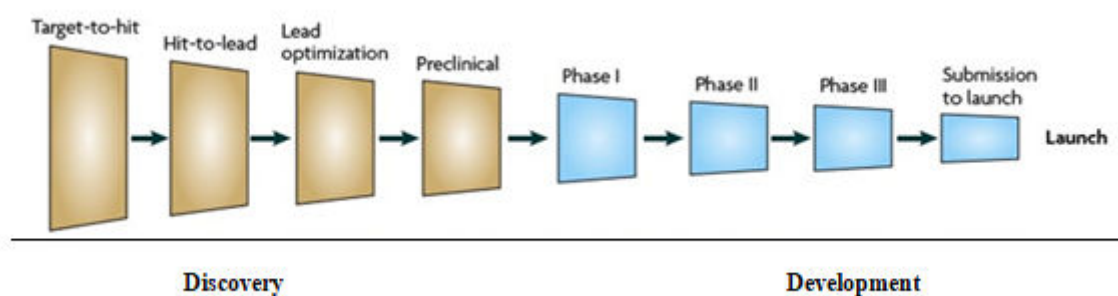 Target-to-hit
Hit-to-lead
Lead
optimization
Preclinical
Phase I
Phase II
Phase III
Submission
to launch
Launch
Discovery
Development